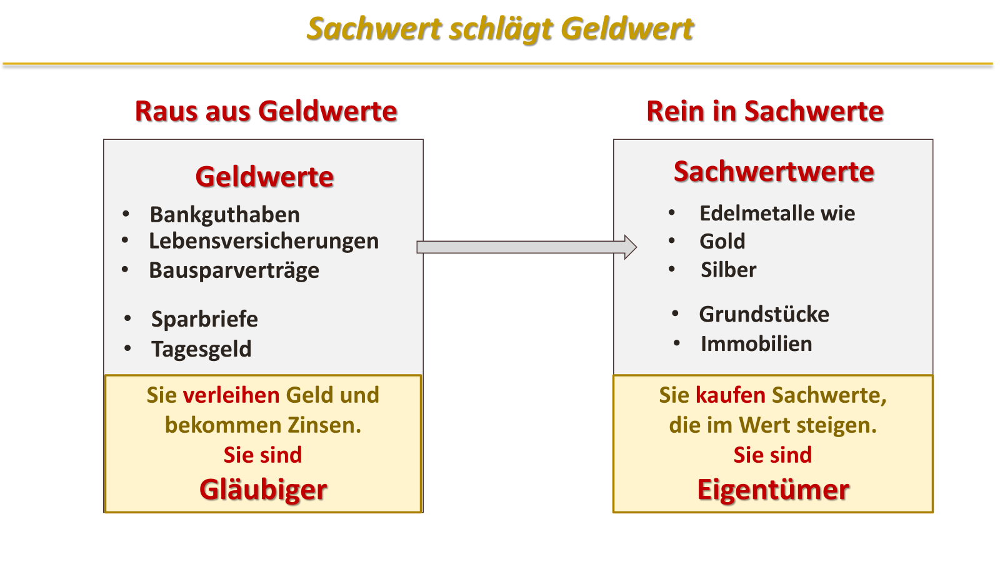 Sachwert schlägt Geldwert
Raus aus Geldwerte
Geldwerte
• Bankguthaben
• Lebensversicherungen
• Bausparverträge
• Sparbriefe
• Tagesgeld
Sie verleihen Geld und
bekommen Zinsen.
Sie sind
Gläubiger
Rein in Sachwerte
Sachwertwerte
• Edelmetalle wie
• Gold
• Silber
• Grundstücke
• Immobilien
Sie kaufen Sachwerte,
die im Wert steigen.
Sie sind
Eigentümer